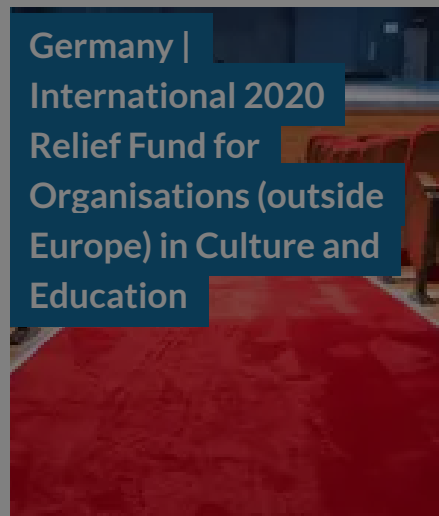 Germany |
International 2020
Relief Fund for
Organisations (outside
Europe) in Culture and
Education